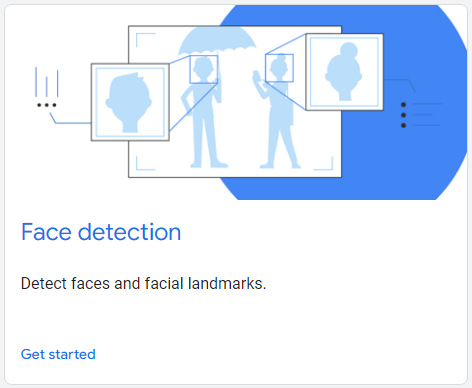 Face detection
Detect faces and facial landmarks.
Get started